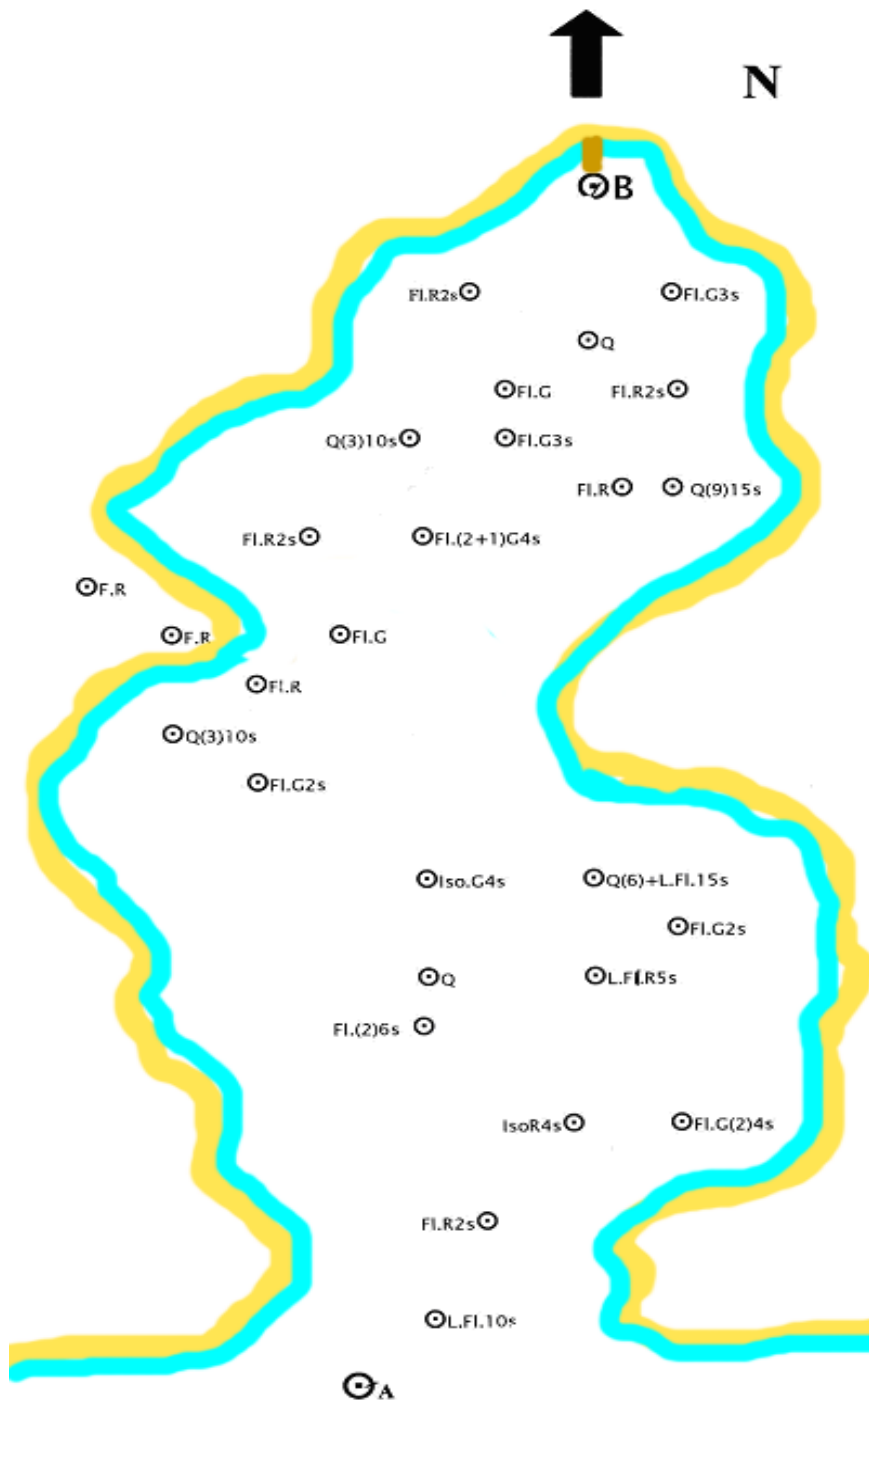 N
B
Fl.R2s
Fl.G3s
Q
Fl.G
Fl.R2s
Q(3)10s
Fl.G3s
Fl.R
Q(9)15s
Fl.R2s
Fl.(2+1)G4s
F.R
F.R
Fl.G
Fl.R
Q(3)10s
Fl.G2s
Iso.G4s
Q(6)+L.Fl.15s
Fl.G2s
Q
L.Fl.R5s
Fl.(2)6s
IsoR4s
Fl.G(2)4s
Fl.R2s
L.Fl.10s
A